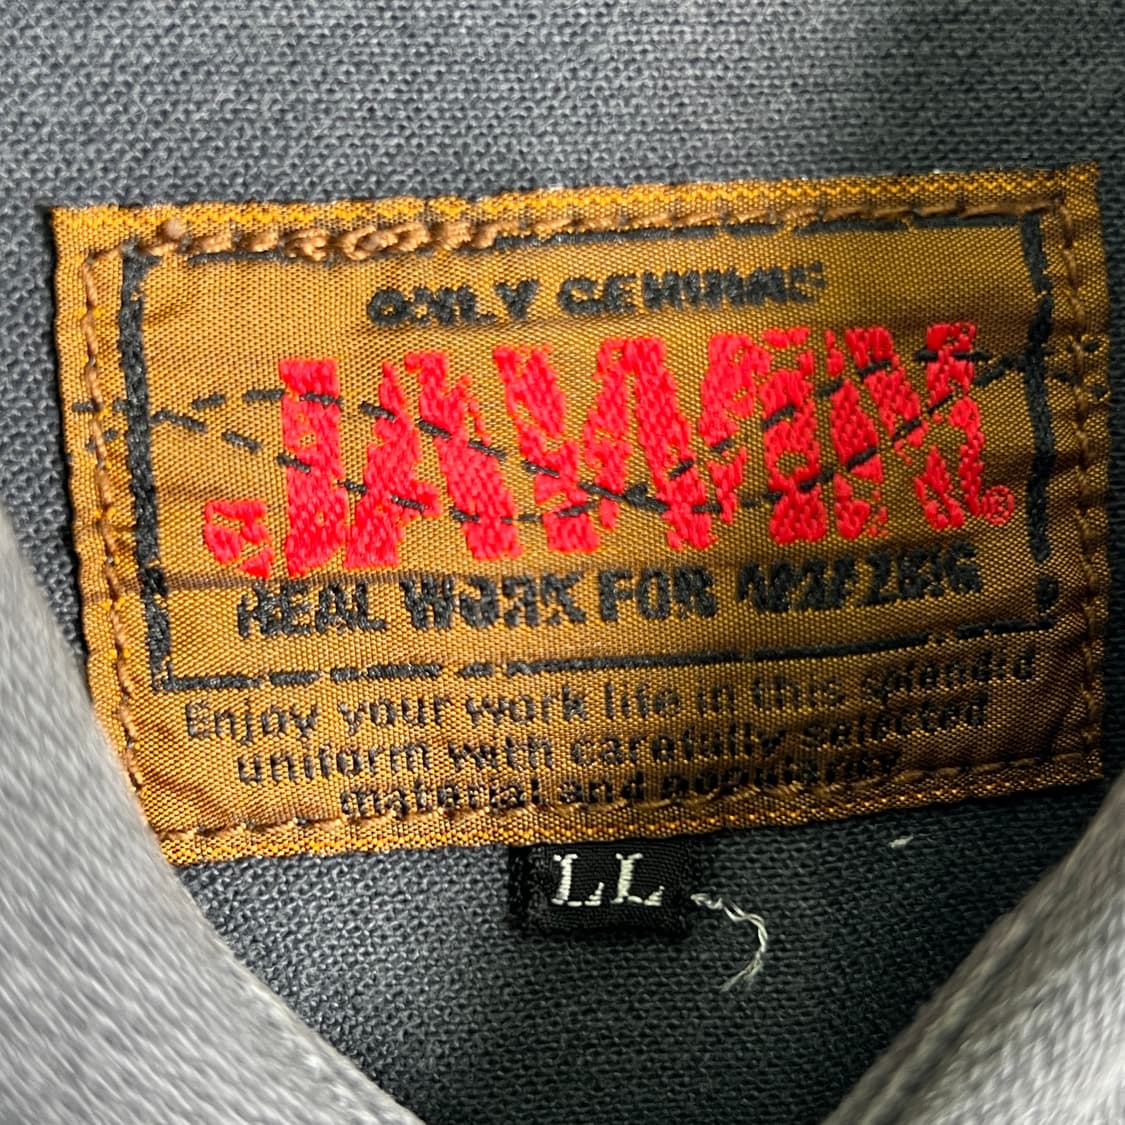 ONLY GENUINE
JAWIN®
REAL WORK FOR
Enjoy your work life in this splendid
uniform with carefully selected
material and popularity
LL